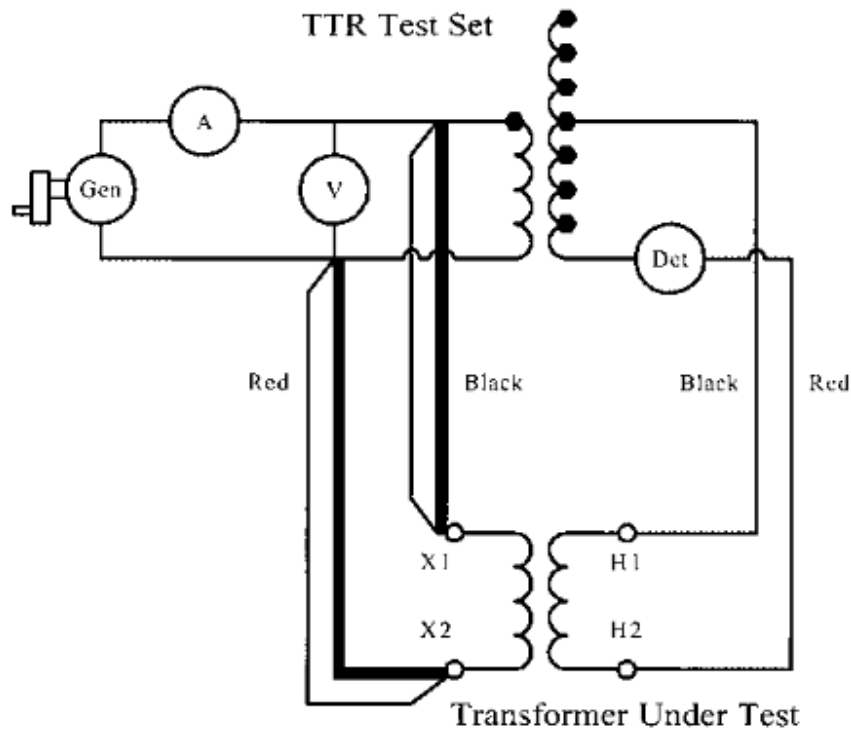 TTR Test Set
A
Gen
V
Det
Red
Black
Black
Red
X1
H1
X2
H2
Transformer Under Test